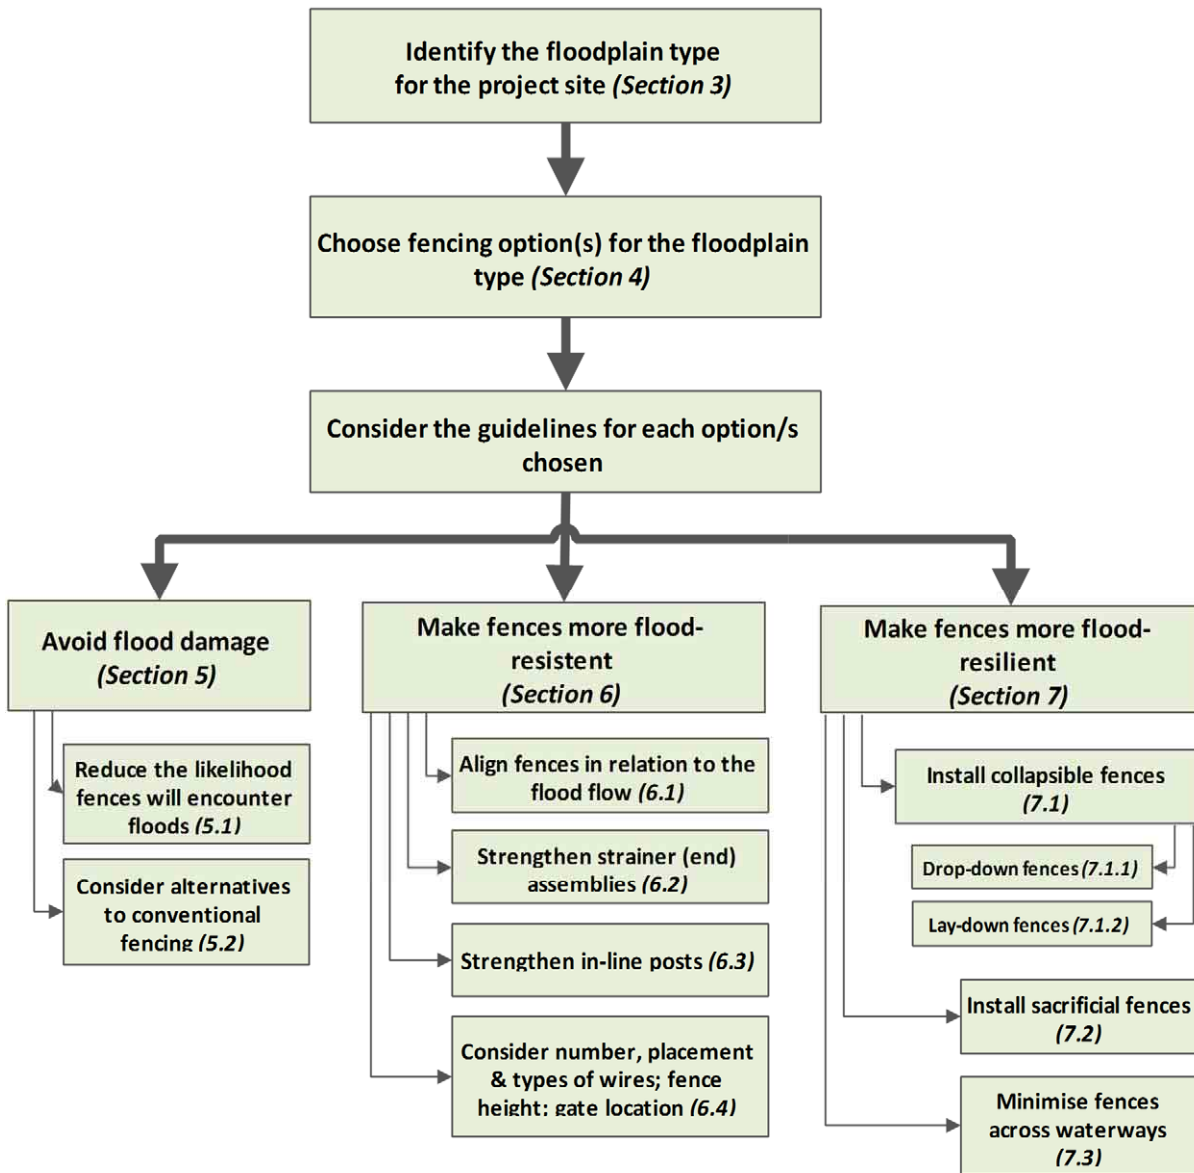 Identify the floodplain type
for the project site (Section 3)
Choose fencing option(s) for the floodplain
type (Section 4)
Consider the guidelines for each option/s
chosen
Avoid flood damage
(Section 5)
Reduce the likelihood
fences will encounter
floods (5.1)
Consider alternatives
to conventional
fencing (5.2)
Make fences more flood-
resistent
(Section 6)
Align fences in relation to the
flood flow (6.1)
Strengthen strainer (end)
assemblies (6.2)
Strengthen in-line posts (6.3)
Consider number, placement
& types of wires; fence
height; gate location (6.4)
Make fences more flood-
resilient
(Section 7)
Install collapsible fences
(7.1)
Drop-down fences (7.1.1)
Lay-down fences (7.1.2)
Install sacrificial fences
(7.2)
Minimise fences
across waterways
(7.3)